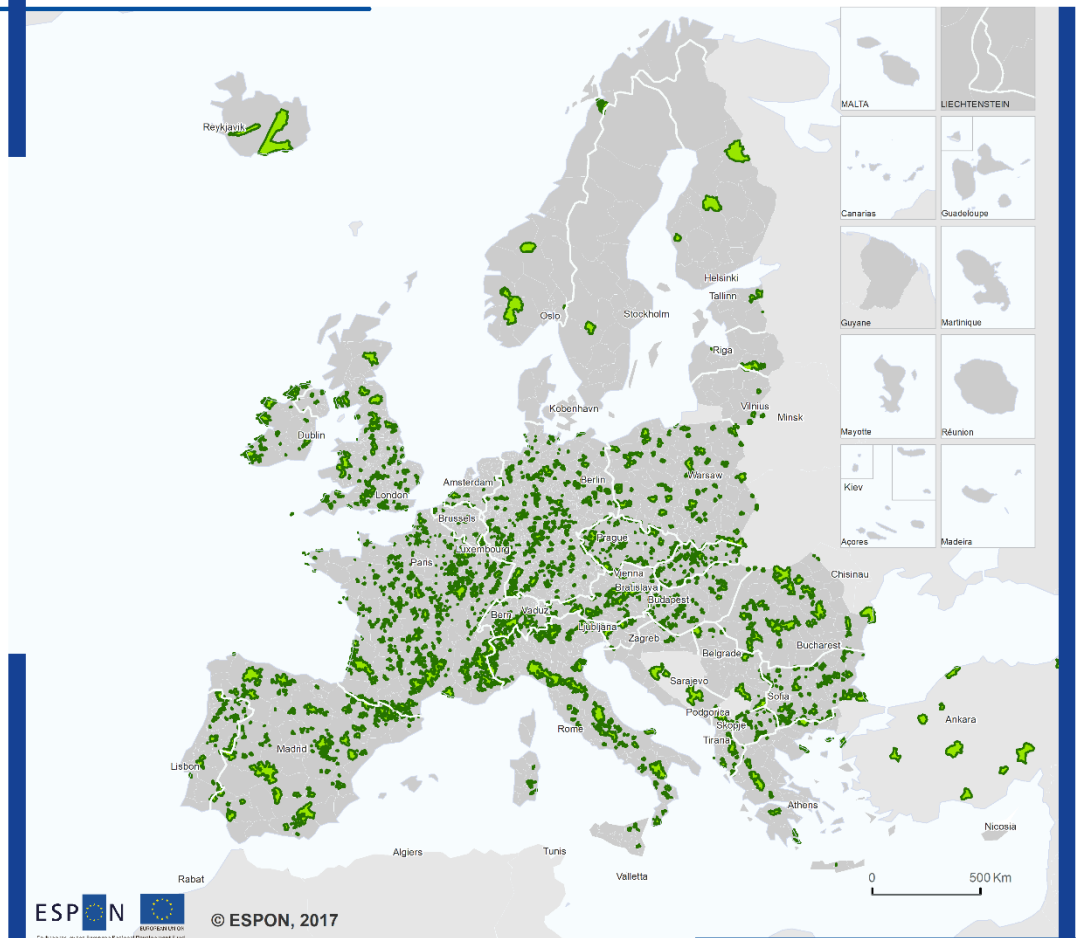 MALTA
LIECHTENSTEIN
Reykjavik
Canarias
Guadeloupe
Helsinki
Tallinn
Oslo
Stockholm
Guyane
Martinique
Riga
Kobenhavn
Vilnius
Minsk
Mayotte
Réunion
Dublin
Amsterdam
Berlin
Warsaw
London
Kiev
Brussels
Açores
Madeira
Prague
Luxembourg
Paris
Vienna
Chisinau
Bratislava
Budapest
Bern
Vaduz
Ljubljana
Zagreb
Bucharest
Belgrade
Sarajevo
Sofia
Podgorica
Skopje
Ankara
Rome
Tirana
Madrid
Lisbon
Athens
Nicosia
Algiers
Tunis
Valletta
Rabat
0
500 Km
ESPON
EUROPEAN UNION
© ESPON, 2017